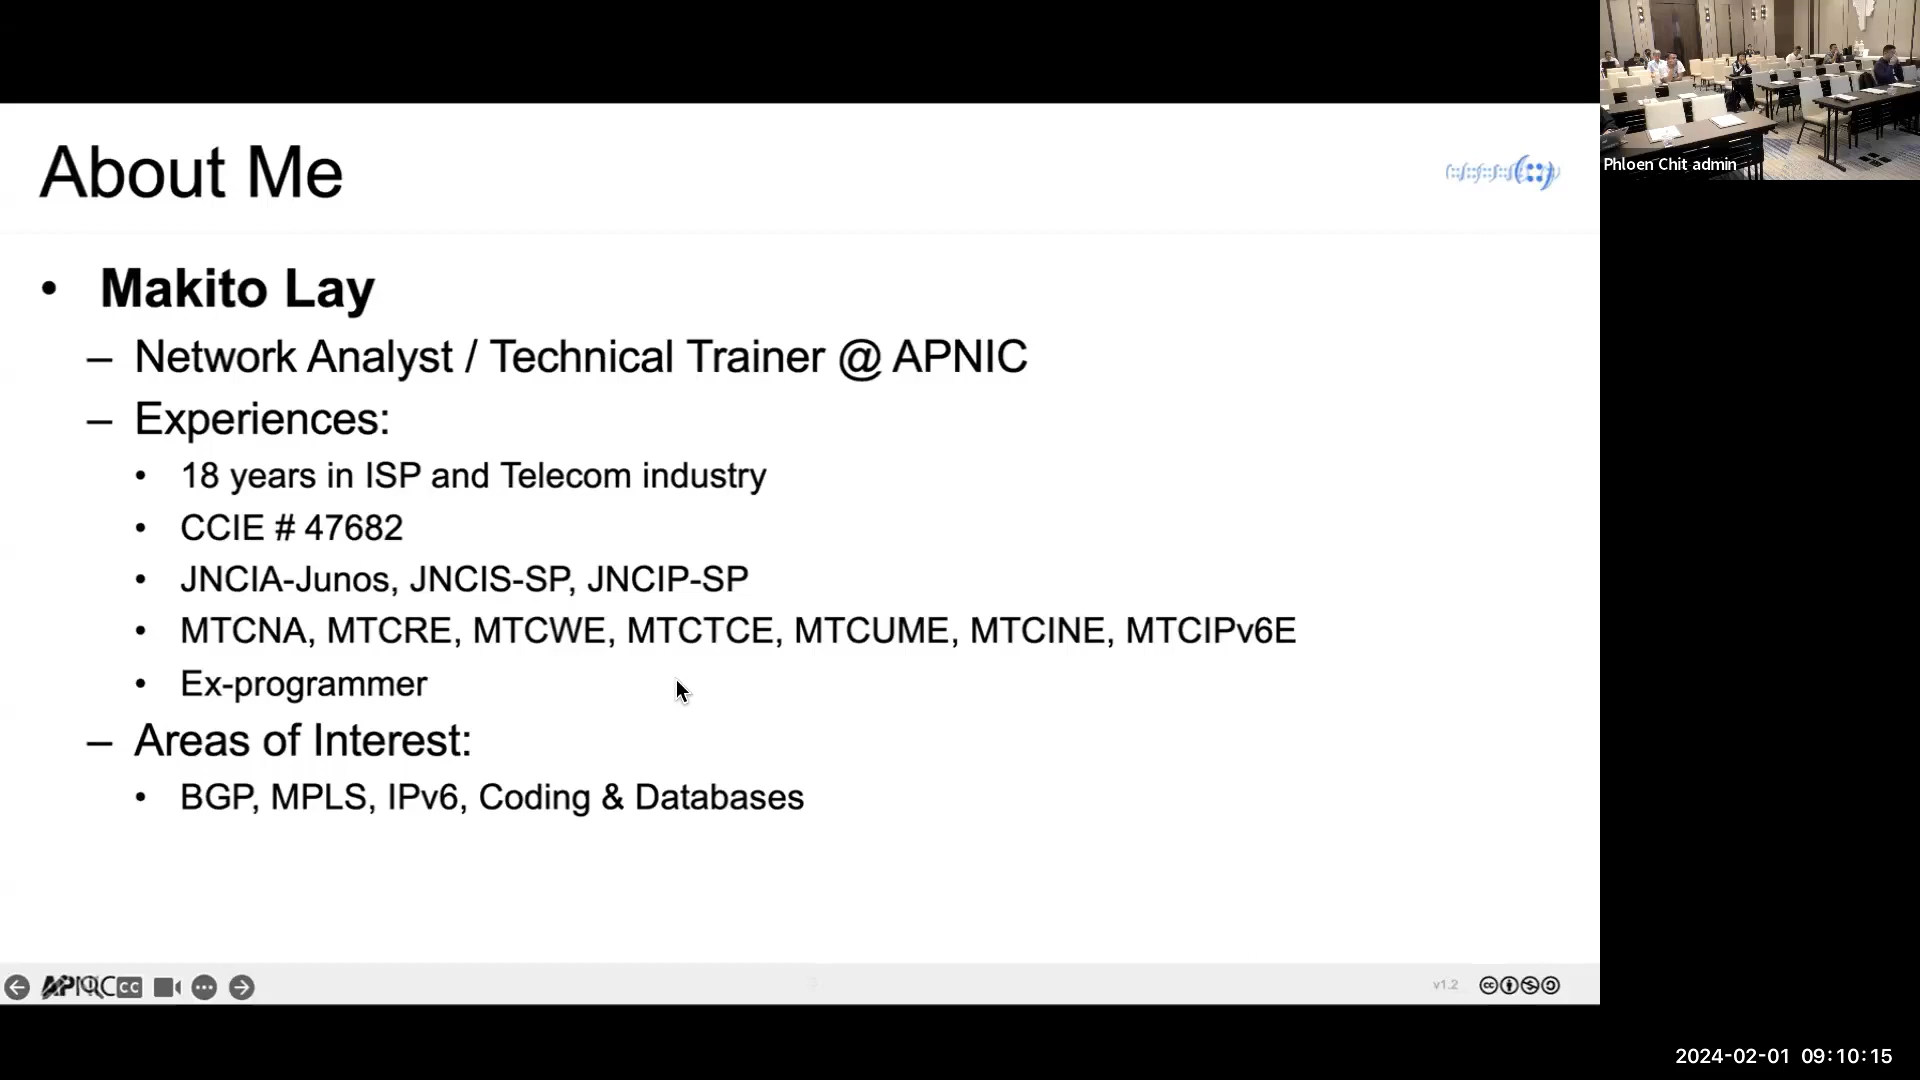 About Me
Phloen Chit admin
• Makito Lay
– Network Analyst / Technical Trainer @ APNIC
– Experiences:
• 18 years in ISP and Telecom industry
• CCIE # 47682
• JNCIA-Junos, JNCIS-SP, JNCIP-SP
• MTCNA, MTCRE, MTCWE, MTCTCE, MTCUME, MTCINE, MTCIPv6E
• Ex-programmer
– Areas of Interest:
• BGP, MPLS, IPv6, Coding & Databases
APNIC CC
v1.2
2024-02-01 09:10:15